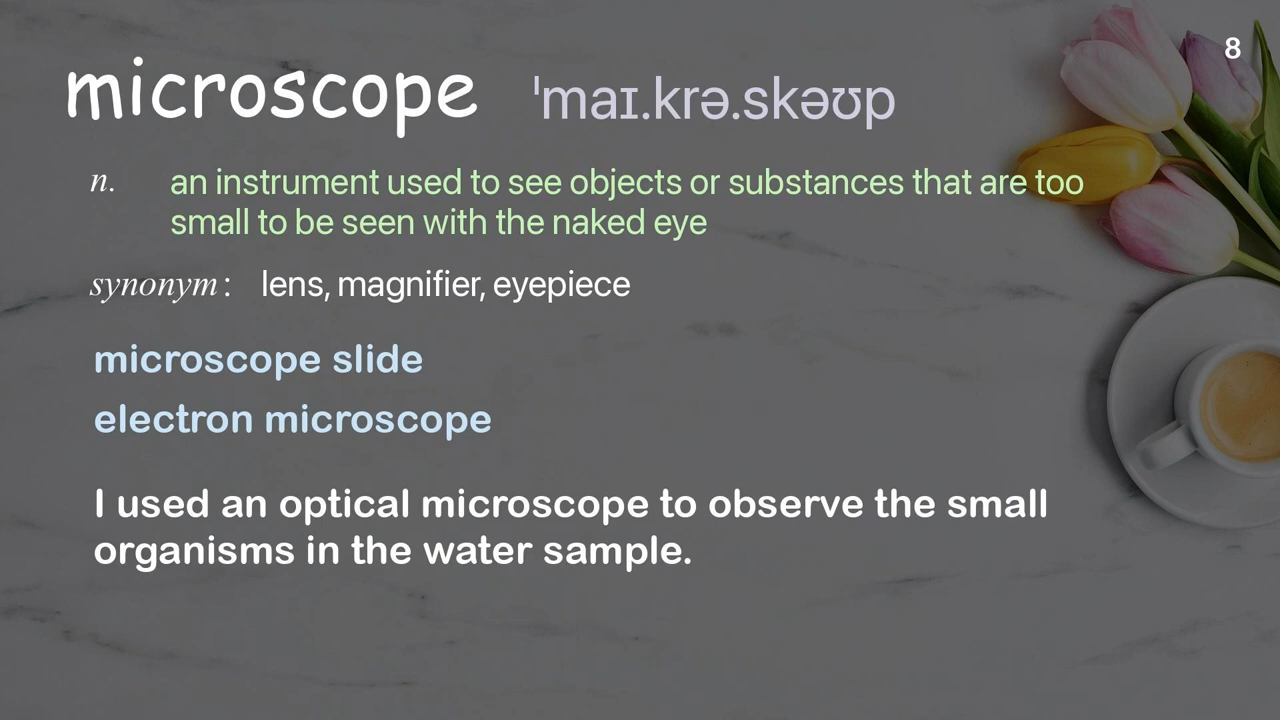 8
microscope ˈmaɪ.krə.skəʊp
n. an instrument used to see objects or substances that are too
small to be seen with the naked eye
synonym : lens, magnifier, eyepiece
microscope slide
electron microscope
I used an optical microscope to observe the small
organisms in the water sample.